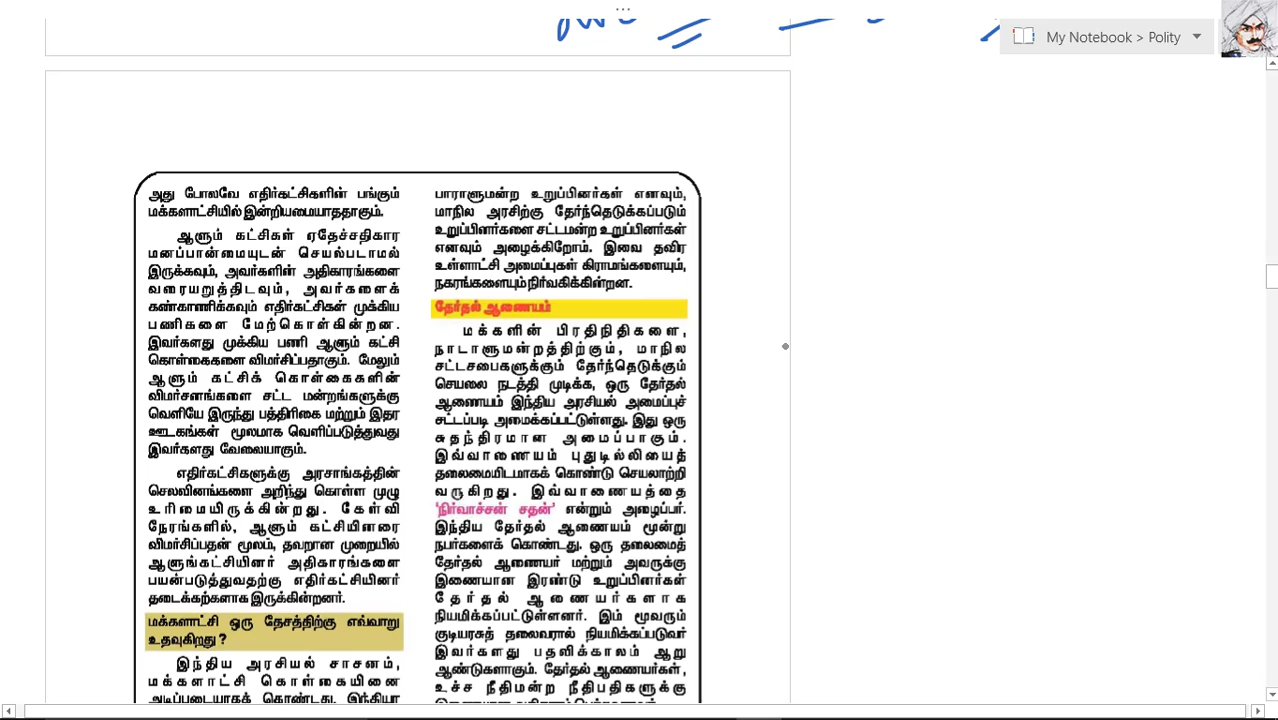 My Notebook > Polity
அது போலவே எதிர்கட்சிகளின் பங்கும்
மக்களாட்சியில் இன்றியமையாததாகும்.
ஆளும் கட்சிகள் ஏதேச்சதிகார
மனப்பான்மையுடன் செயல்படாமல்
இருக்கவும், அவர்களின் அதிகாரங்களை
வரையறுத்திடவும், அவர்களைக்
கண்காணிக்கவும் எதிர்கட்சிகள் முக்கிய
பணிகளை மேற்கொள்கின்றன.
இவர்களது முக்கிய பணி ஆளும் கட்சி
கொள்கைகளை விமர்சிப்பதாகும். மேலும்
ஆளும் கட்சிக் கொள்கைகளின்
விமர்சனங்களை சட்ட மன்றங்களுக்கு
வெளியே இருந்து பத்திரிகை மற்றும் இதர
ஊடகங்கள் மூலமாக வெளிப்படுத்துவது
இவர்களது வேலையாகும்.
எதிர்கட்சிகளுக்கு அரசாங்கத்தின்
செலவினங்களை அறிந்து கொள்ள முழு
உரிமையிருக்கின்றது. கேள்வி
நேரங்களில், ஆளும் கட்சியினரை
விமர்சிப்பதன் மூலம், தவறான முறையில்
ஆளுங்கட்சியினர் அதிகாரங்களை
பயன்படுத்துவதற்கு எதிர்கட்சியினர்
தடைக்கற்களாக இருக்கின்றனர்.
மக்களாட்சி ஒரு தேசத்திற்கு எவ்வாறு
உதவுகிறது ?
இந்திய அரசியல் சாசனம்,
மக்களாட்சி கொள்கையினை
அடிப்படையாகக் கொண்டது. இந்தியா
பாராளுமன்ற உறுப்பினர்கள் எனவும்,
மாநில அரசிற்கு தேர்ந்தெடுக்கப்படும்
உறுப்பினர்களை சட்டமன்ற உறுப்பினர்கள்
எனவும் அழைக்கிறோம். இவை தவிர
உள்ளாட்சி அமைப்புகள் கிராமங்களையும்,
நகரங்களையும் நிர்வகிக்கின்றன.
தேர்தல் ஆணையம்
மக்களின் பிரதிநிதிகளை,
நாடாளுமன்றத்திற்கும், மாநில
சட்டசபைகளுக்கும் தேர்ந்தெடுக்கும்
செயலை நடத்தி முடிக்க, ஒரு தேர்தல்
ஆணையம் இந்திய அரசியல் அமைப்புச்
சட்டப்படி அமைக்கப்பட்டுள்ளது. இது ஒரு
சுதந்திரமான அமைப்பாகும்.
இவ்வாணையம் புதுடில்லியைத்
தலைமையிடமாகக் கொண்டு செயலாற்றி
வருகிறது. இவ்வாணையத்தை
'நிர்வாச்சன் சதன்' என்றும் அழைப்பர்.
இந்திய தேர்தல் ஆணையம் மூன்று
நபர்களைக் கொண்டது. ஒரு தலைமைத்
தேர்தல் ஆணையர் மற்றும் அவருக்கு
இணையான இரண்டு உறுப்பினர்கள்
தேர்தல் ஆணையர்களாக
நியமிக்கப்பட்டுள்ளனர். இம் மூவரும்
குடியரசுத் தலைவரால் நியமிக்கப்படுவர்
இவர்களது பதவிக்காலம் ஆறு
ஆண்டுகளாகும். தேர்தல் ஆணையர்கள்,
உச்ச நீதிமன்ற நீதிபதிகளுக்கு